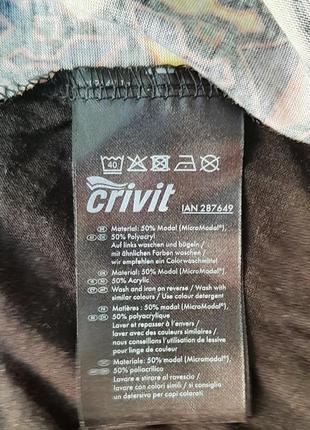 40
crivit
IAN 287649
Material: 50% Modal (MicroModal®),
50% Polyacryl
Auf links waschen und bügeln /
mit ähnlichen Farben waschen /
wir empfehlen ein Colorwaschmittel
Material: 50% Modal (Micromodal®),
50% Acrylic
Wash and iron on reverse / Wash with
similar colours / Use colour detergent
Matières : 50% modal (micromodal®),
50% polyacrylique
Laver et repasser à l'envers /
laver avec des couleurs similaires /
nous conseillons l'utilisation de lessive
pour linge de couleur
Materiale: 50% modal (Micromodal®),
50% poliacrilico
Lavare e stirare al rovescio /
lavare con colori simili / si consiglia
un detersivo per capi colorati